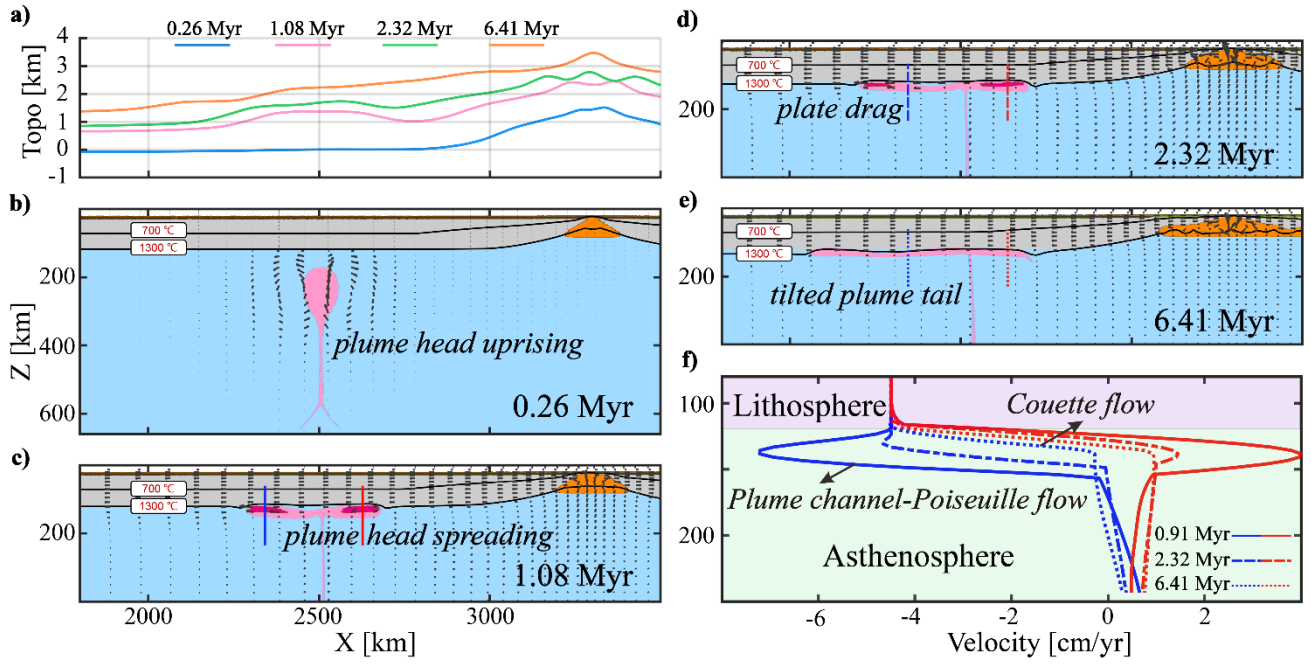 a)
0.26 Myr 1.08 Myr 2.32 Myr 6.41 Myr
4
3
2
1
0
-1
Topo [km]
b)
700 ℃
1300 ℃
200
400
600
Z [km]
plume head uprising
0.26 Myr
c)
700 ℃
1300 ℃
200
plume head spreading
1.08 Myr
2000 2500 3000
X [km]
d)
700 ℃
1300 ℃
200
plate drag
2.32 Myr
e)
700 ℃
1300 ℃
200
tilted plume tail
6.41 Myr
f)
100
200
Lithosphere
Couette flow
Plume channel-Poiseuille flow
Asthenosphere
0.91 Myr
2.32 Myr
6.41 Myr
-6 -4 -2 0 2
Velocity [cm/yr]